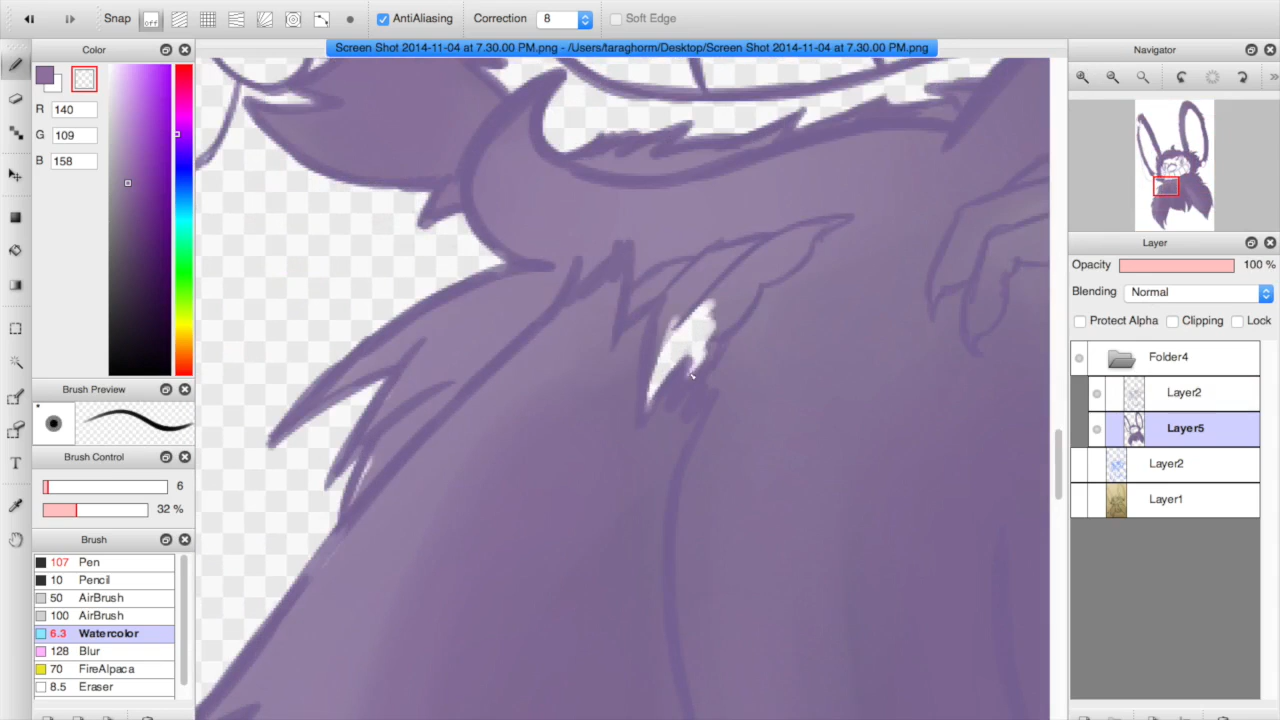 Snap off AntiAliasing Correction 8 Soft Edge
Screen Shot 2014-11-04 at 7.30.00 PM.png - /Users/taraghorm/Desktop/Screen Shot 2014-11-04 at 7.30.00 PM.png
Color
R 140
G 109
B 158
Brush Preview
Brush Control
6
32 %
Brush
107 Pen
10 Pencil
50 AirBrush
100 AirBrush
6.3 Watercolor
128 Blur
70 FireAlpaca
8.5 Eraser
T
Navigator
Layer
Opacity 100 %
Blending Normal
Protect Alpha Clipping Lock
Folder4
Layer2
Layer5
Layer2
Layer1